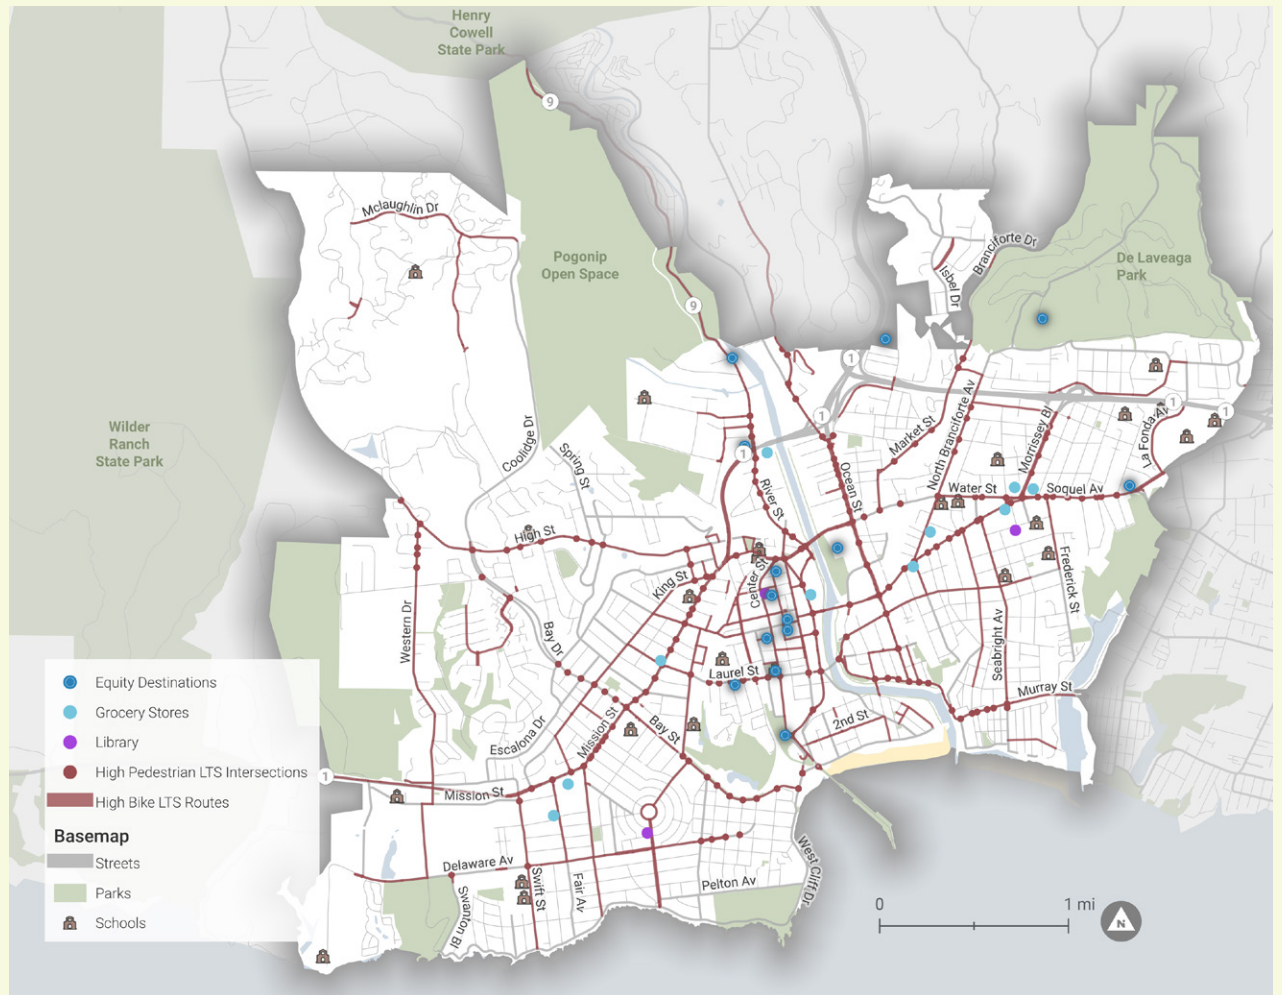 Henry
Cowell
State Park
9
Mclaughlin Dr
Pogonip
Open Space
9
Branciforte Dr
Isbel Dr
De Laveaga
Park
1
1
1
1
1
Wilder
Ranch
State Park
Coolidge Dr
Spring St
High St
King St
Center St
River St
Ocean St
Market St
North Branciforte Av
Morrissey Bl
La Fonda Av
Water St
Soquel Av
Frederick St
Seabright Av
Murray St
Western Dr
Bay Dr
Laurel St
2nd St
Escalona Dr
Mission St
Bay St
1
Mission St
Delaware Av
Swift St
Fair Av
Swanton Bl
Pelton Av
West Cliff Dr
Equity Destinations
Grocery Stores
Library
High Pedestrian LTS Intersections
High Bike LTS Routes
Basemap
Streets
Parks
Schools
0
1 mi
N